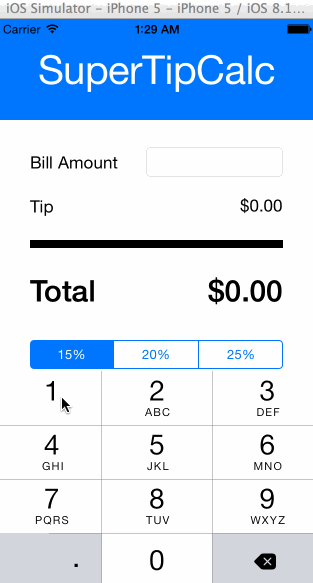 iOS Simulator – iPhone 5 – iPhone 5 / iOS 8.1...
Carrier 1:29 AM
SuperTipCalc
Bill Amount
Tip $0.00
Total $0.00
15% 20% 25%
1 2 3
ABC DEF
4 5 6
GHI JKL MNO
7 8 9
PQRS TUV WXYZ
. 0